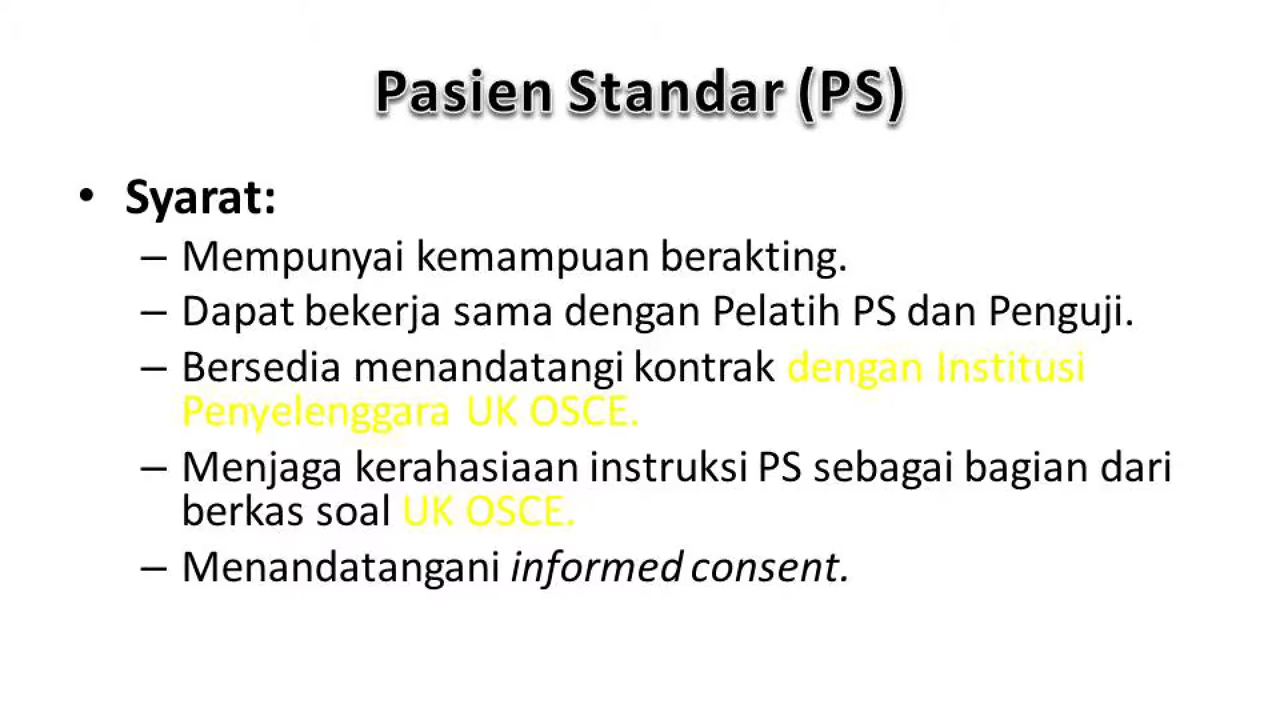 Pasien Standar (PS)
• Syarat:
– Mempunyai kemampuan berakting.
– Dapat bekerja sama dengan Pelatih PS dan Penguji.
– Bersedia menandatangi kontrak dengan Institusi
Penyelenggara UK OSCE.
– Menjaga kerahasiaan instruksi PS sebagai bagian dari
berkas soal UK OSCE.
– Menandatangani informed consent.